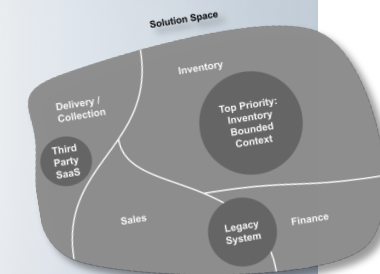 Solution Space
Inventory
Delivery /
Collection
Top Priority:
Inventory
Bounded
Context
Third
Party
SaaS
Sales
Legacy
System
Finance